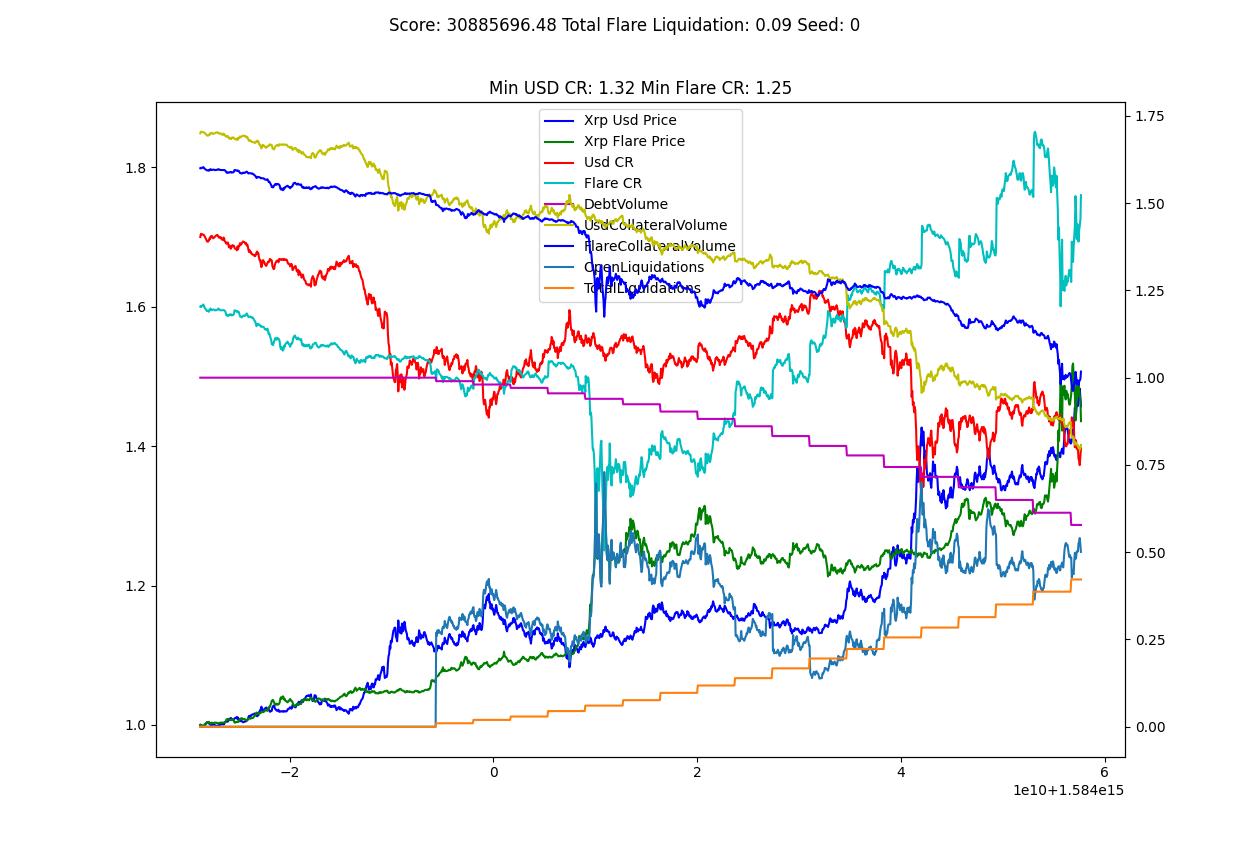 Score: 30885696.48 Total Flare Liquidation: 0.09 Seed: 0
Min USD CR: 1.32 Min Flare CR: 1.25
Xrp Usd Price
Xrp Flare Price
Usd CR
Flare CR
DebtVolume
UsdCollateralVolume
FlareCollateralVolume
OpenLiquidations
TotalLiquidations
1.8
1.6
1.4
1.2
1.0
1.75
1.50
1.25
1.00
0.75
0.50
0.25
0.00
−2 0 2 4 6
1e10+1.584e15